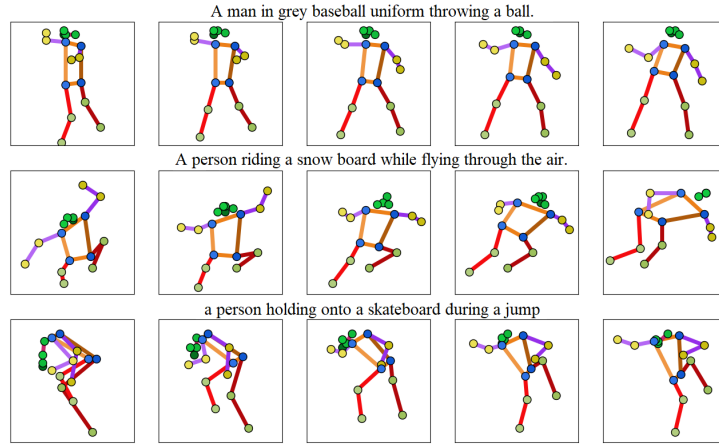 A man in grey baseball uniform throwing a ball.
A person riding a snow board while flying through the air.
a person holding onto a skateboard during a jump